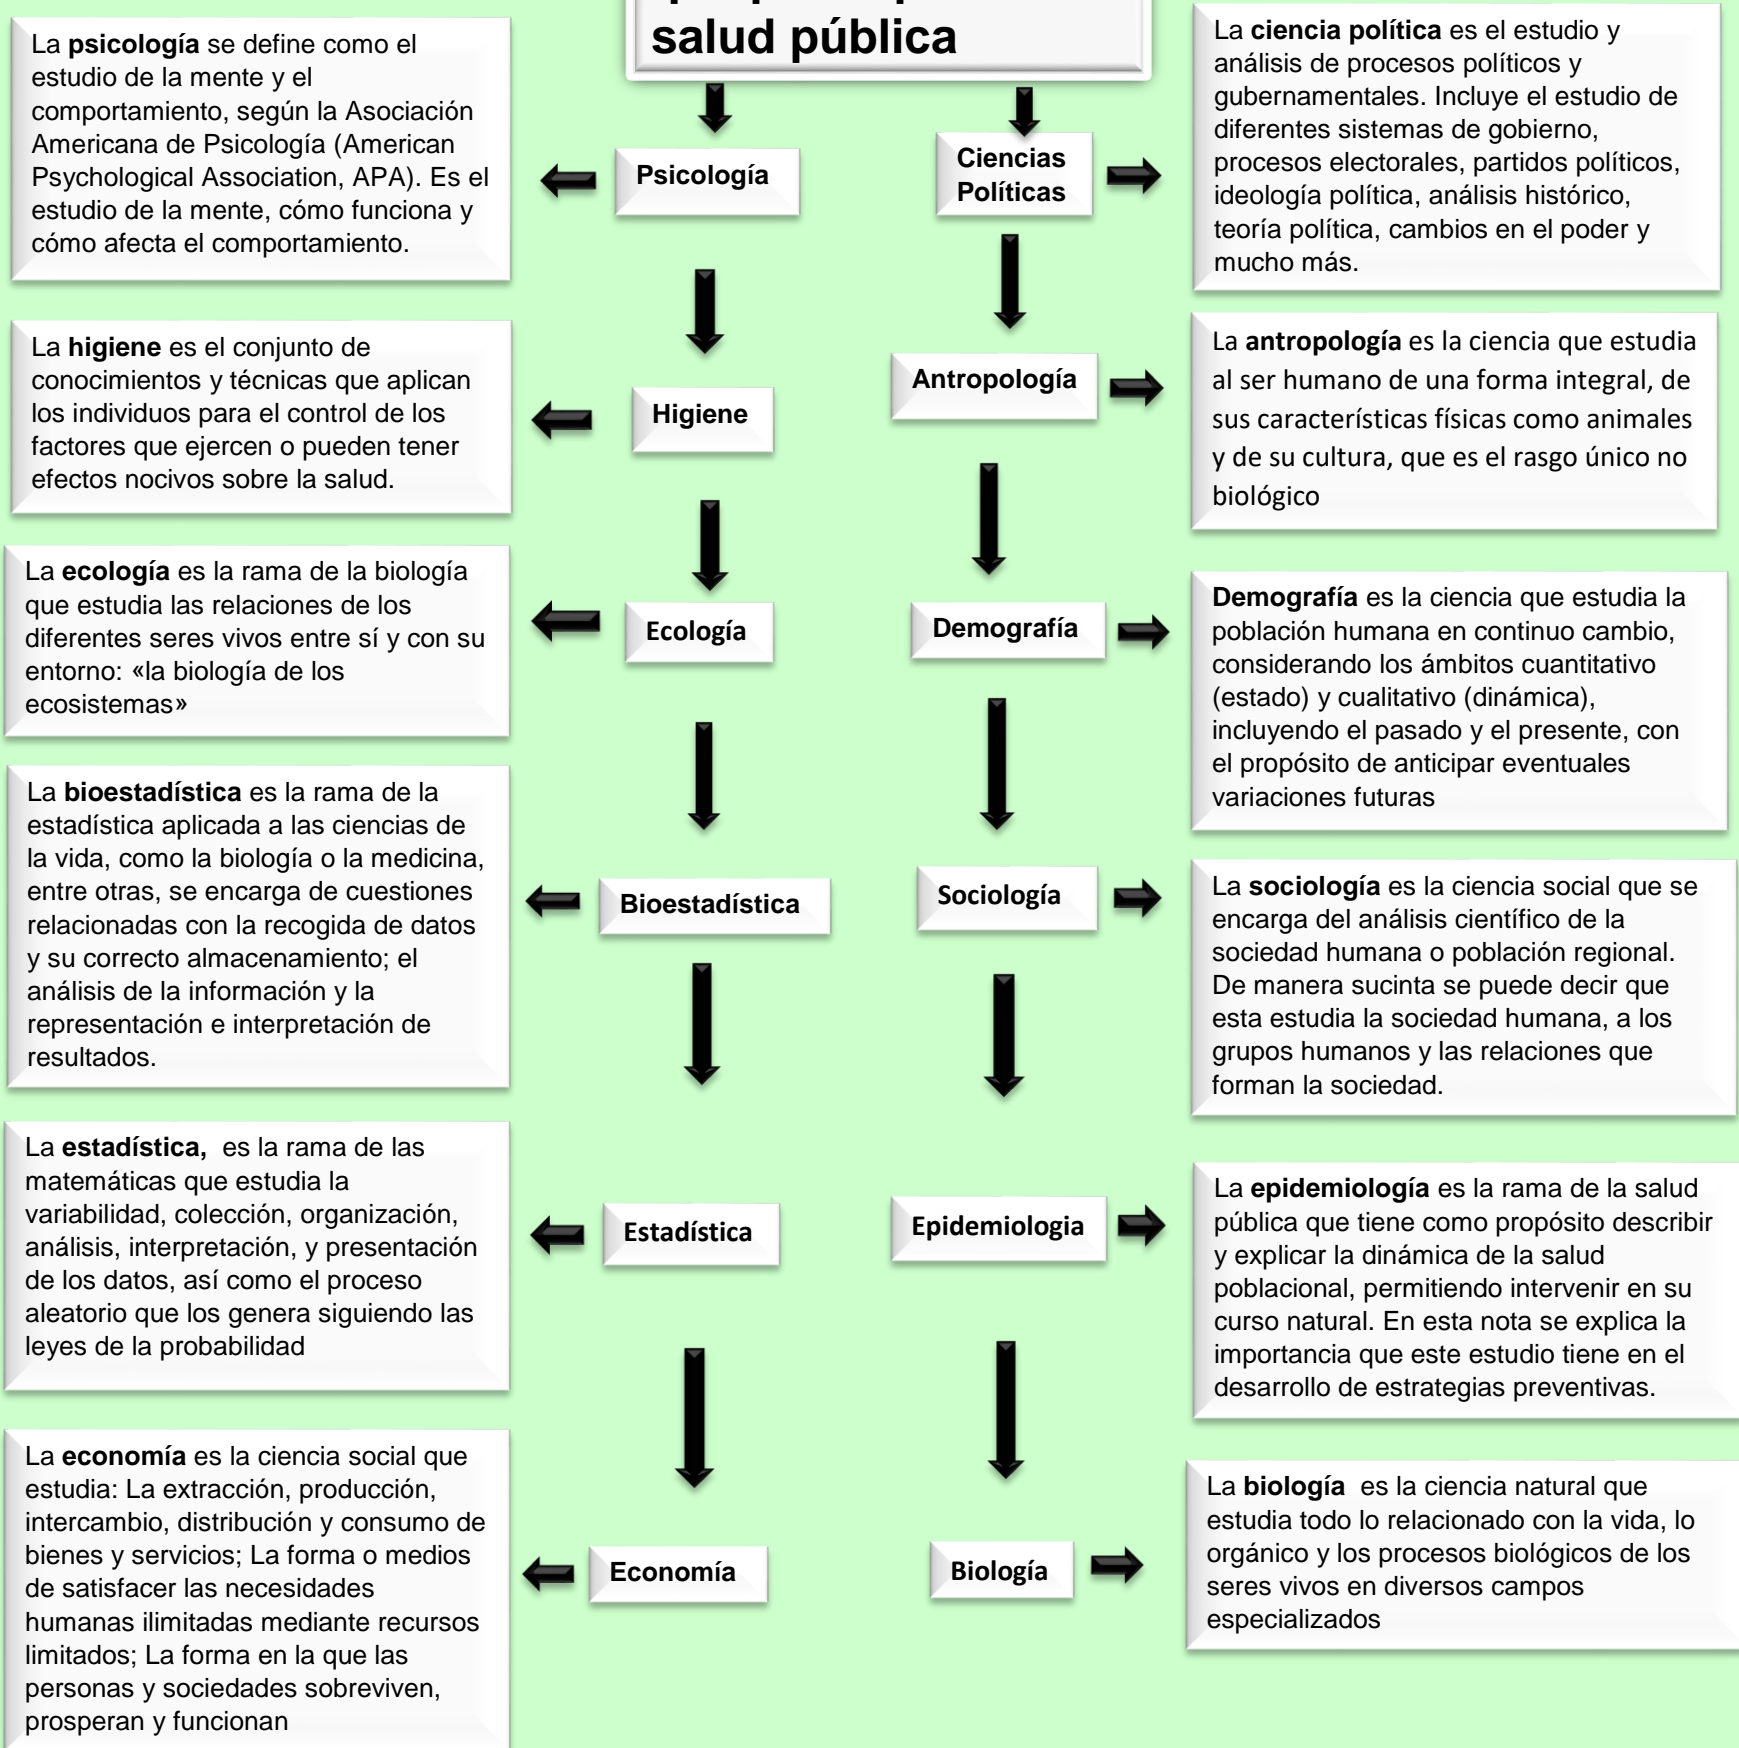 salud pública
La psicología se define como el
estudio de la mente y el
comportamiento, según la Asociación
Americana de Psicología (American
Psychological Association, APA). Es el
estudio de la mente, cómo funciona y
cómo afecta el comportamiento.
Psicología
Ciencias
Políticas
La ciencia política es el estudio y
análisis de procesos políticos y
gubernamentales. Incluye el estudio de
diferentes sistemas de gobierno,
procesos electorales, partidos políticos,
ideología política, análisis histórico,
teoría política, cambios en el poder y
mucho más.
La higiene es el conjunto de
conocimientos y técnicas que aplican
los individuos para el control de los
factores que ejercen o pueden tener
efectos nocivos sobre la salud.
Higiene
Antropología
La antropología es la ciencia que estudia
al ser humano de una forma integral, de
sus características físicas como animales
y de su cultura, que es el rasgo único no
biológico
La ecología es la rama de la biología
que estudia las relaciones de los
diferentes seres vivos entre sí y con su
entorno: «la biología de los
ecosistemas»
Ecología
Demografía
Demografía es la ciencia que estudia la
población humana en continuo cambio,
considerando los ámbitos cuantitativo
(estado) y cualitativo (dinámica),
incluyendo el pasado y el presente, con
el propósito de anticipar eventuales
variaciones futuras
La bioestadística es la rama de la
estadística aplicada a las ciencias de
la vida, como la biología o la medicina,
entre otras, se encarga de cuestiones
relacionadas con la recogida de datos
y su correcto almacenamiento; el
análisis de la información y la
representación e interpretación de
resultados.
Bioestadística
Sociología
La sociología es la ciencia social que se
encarga del análisis científico de la
sociedad humana o población regional.
De manera sucinta se puede decir que
esta estudia la sociedad humana, a los
grupos humanos y las relaciones que
forman la sociedad.
La estadística, es la rama de las
matemáticas que estudia la
variabilidad, colección, organización,
análisis, interpretación, y presentación
de los datos, así como el proceso
aleatorio que los genera siguiendo las
leyes de la probabilidad
Estadística
Epidemiologia
La epidemiología es la rama de la salud
pública que tiene como propósito describir
y explicar la dinámica de la salud
poblacional, permitiendo intervenir en su
curso natural. En esta nota se explica la
importancia que este estudio tiene en el
desarrollo de estrategias preventivas.
La economía es la ciencia social que
estudia: La extracción, producción,
intercambio, distribución y consumo de
bienes y servicios; La forma o medios
de satisfacer las necesidades
humanas ilimitadas mediante recursos
limitados; La forma en la que las
personas y sociedades sobreviven,
prosperan y funcionan
Economía
Biología
La biología es la ciencia natural que
estudia todo lo relacionado con la vida, lo
orgánico y los procesos biológicos de los
seres vivos en diversos campos
especializados